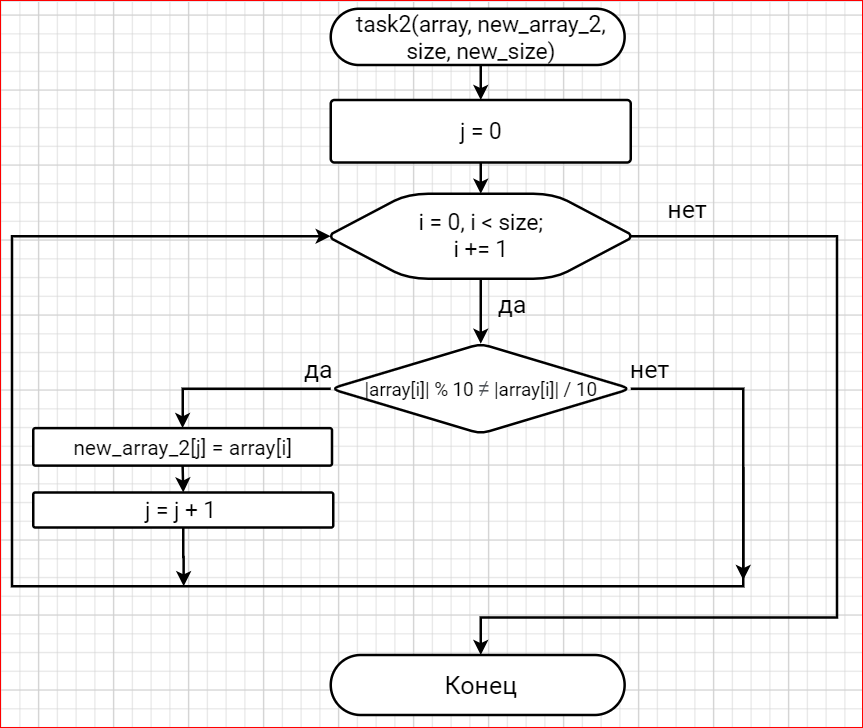 task2(array, new_array_2,
size, new_size)
j = 0
i = 0, i < size;
i += 1
нет
да
|array[i]| % 10 ≠ |array[i]| / 10
да
нет
new_array_2[j] = array[i]
j = j + 1
Конец